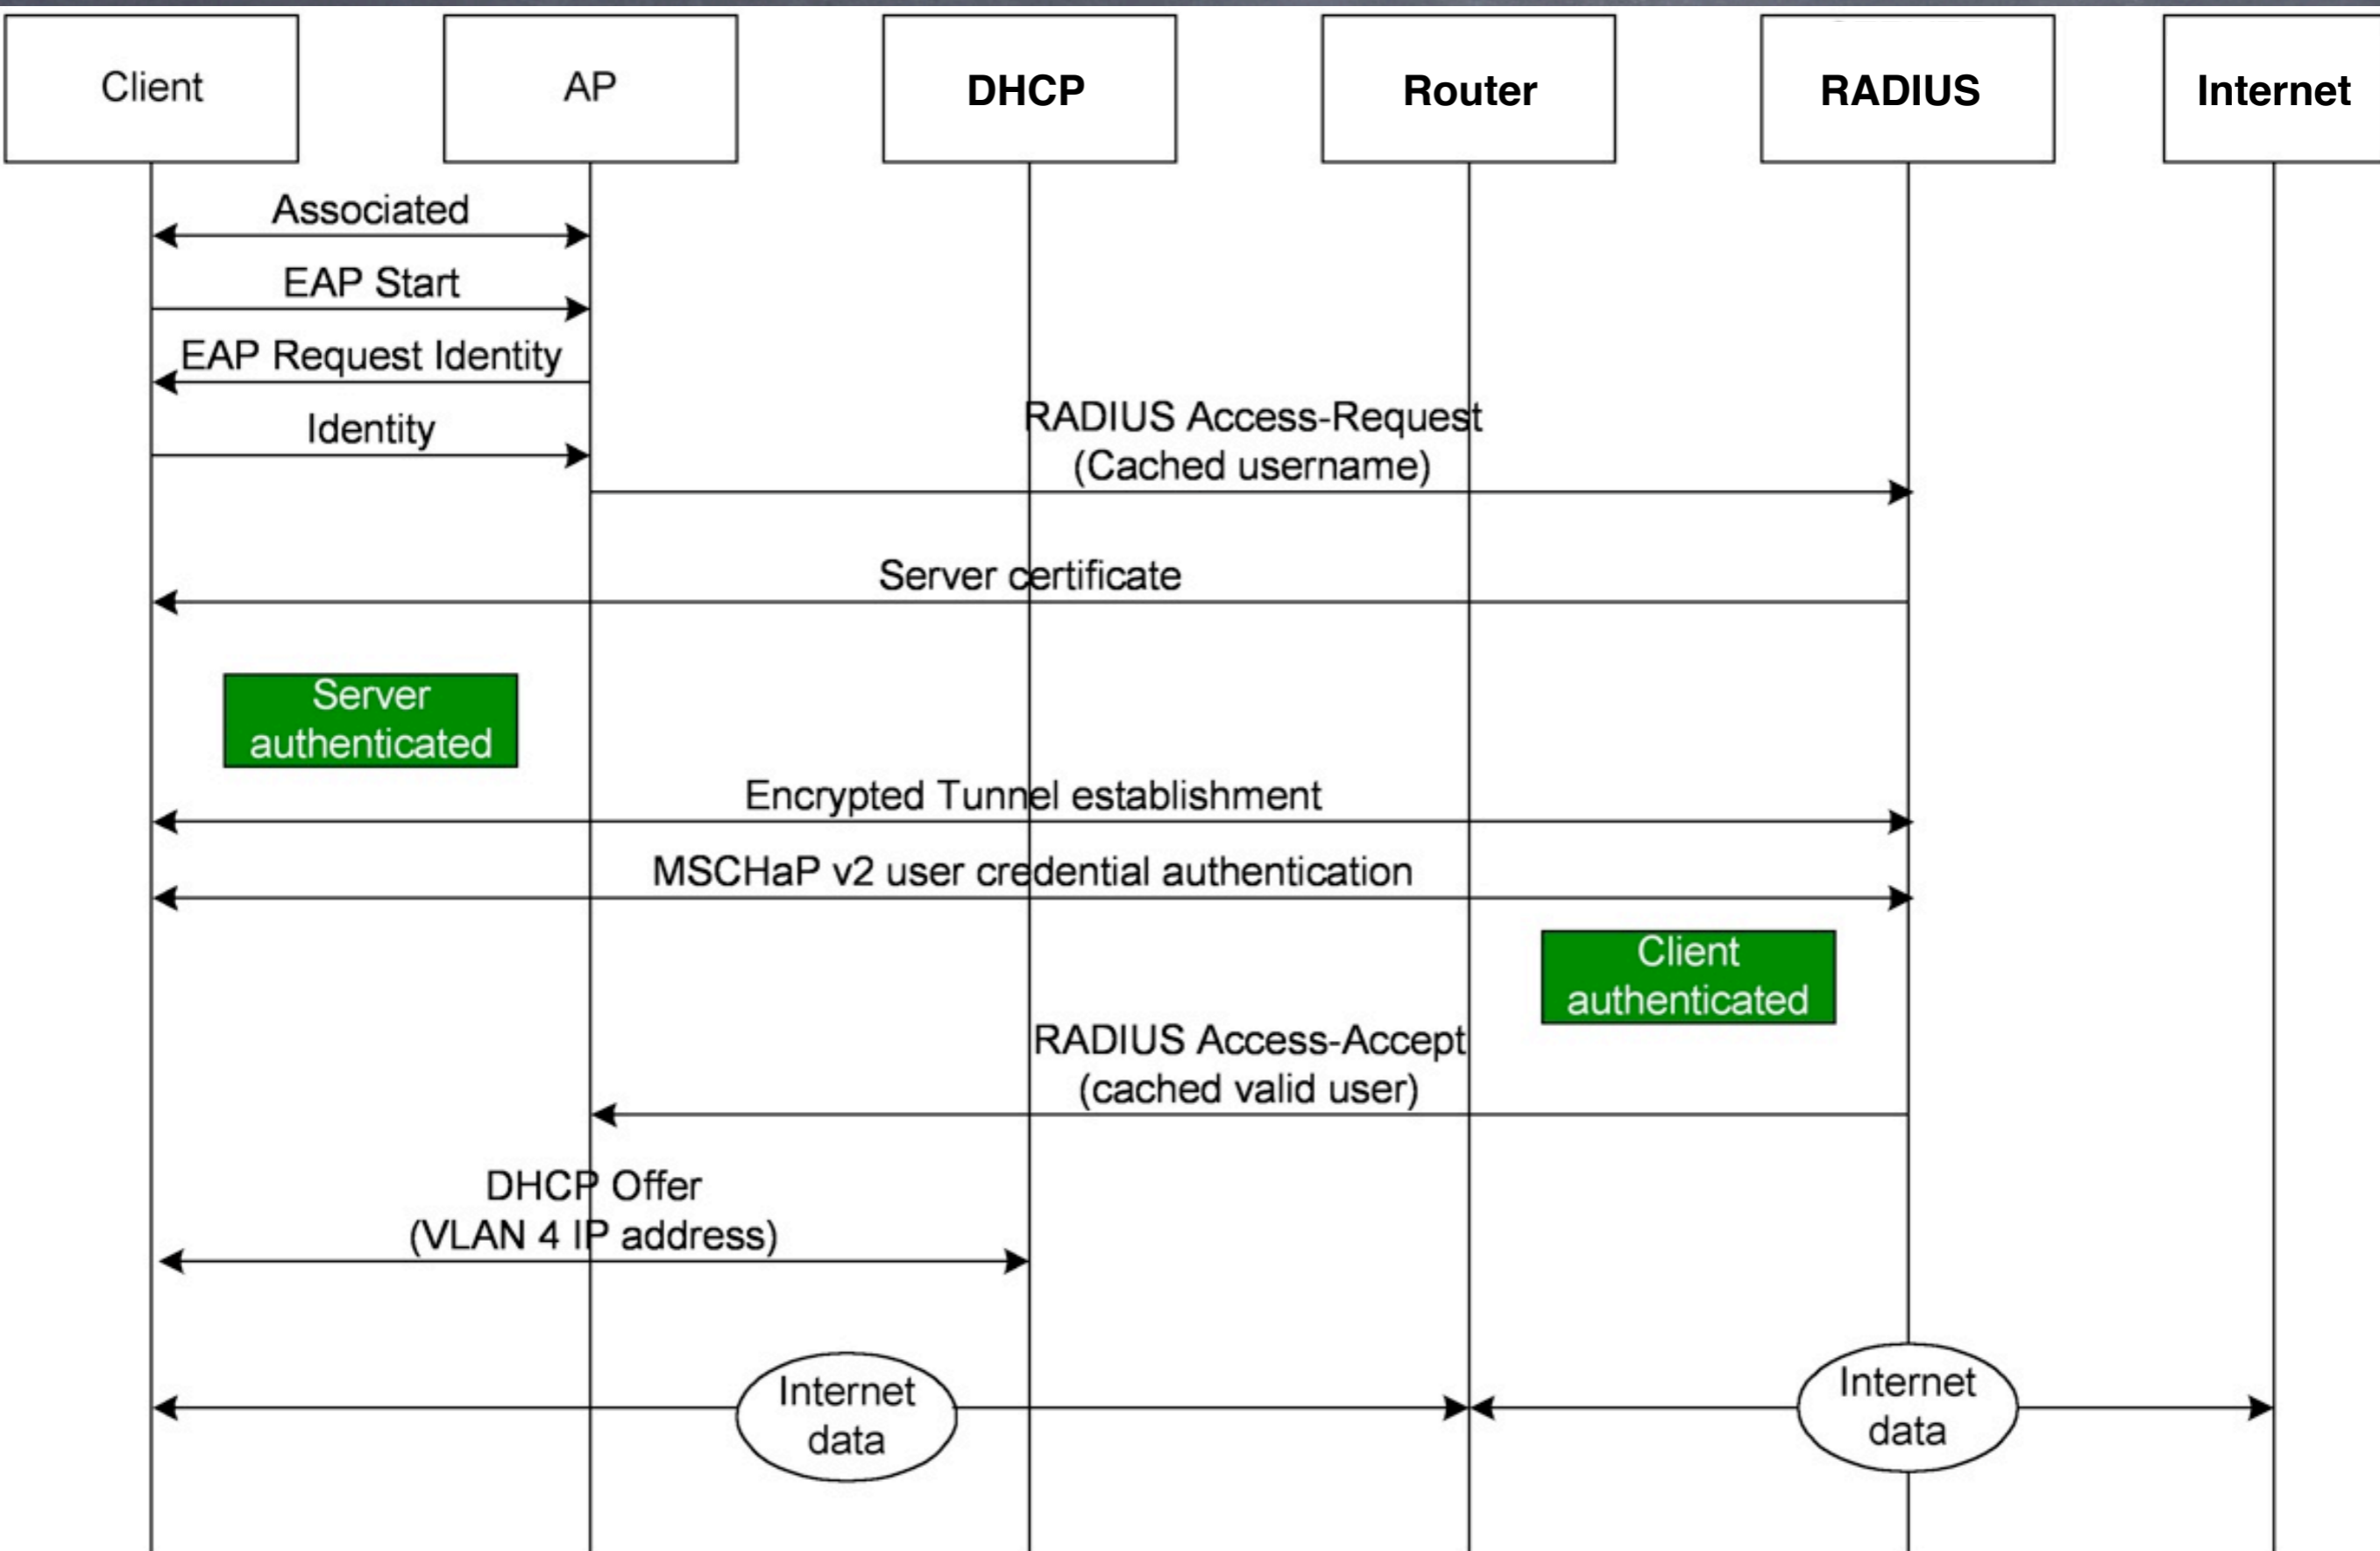 Client
AP
DHCP
Router
RADIUS
Internet
Associated
EAP Start
EAP Request Identity
Identity
RADIUS Access-Request
(Cached username)
Server certificate
Server
authenticated
Encrypted Tunnel establishment
MSCHaP v2 user credential authentication
Client
authenticated
RADIUS Access-Accept
(cached valid user)
DHCP Offer
(VLAN 4 IP address)
Internet
data
Internet
data